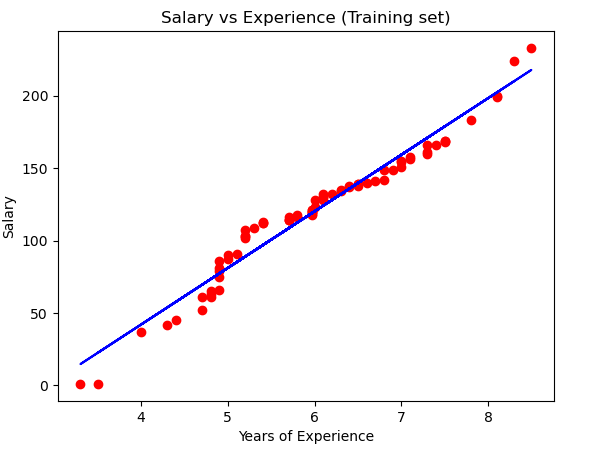 Salary vs Experience (Training set)
200
150
100
50
0
Salary
4 5 6 7 8
Years of Experience